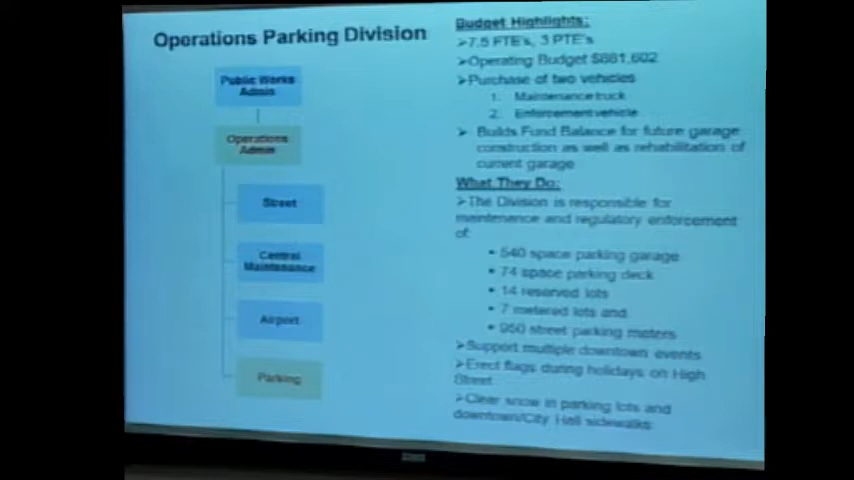 Operations Parking Division
Public Works
Admin
Operations
Admin
Street
Central
Maintenance
Airport
Parking
Budget Highlights:
➢7.5 FTE's, 3 PTE's
➢Operating Budget $881,602
➢Purchase of two vehicles
1. Maintenance truck
2. Enforcement vehicle
➢ Builds Fund Balance for future garage
construction as well as rehabilitation of
current garage
What They Do:
➢The Division is responsible for
maintenance and regulatory enforcement
of:
• 540 space parking garage
• 74 space parking deck
• 14 reserved lots
• 7 metered lots and
• 950 street parking meters
➢Support multiple downtown events
➢Erect flags during holidays on High
Street
➢Clear snow in parking lots and
downtown/City Hall sidewalks